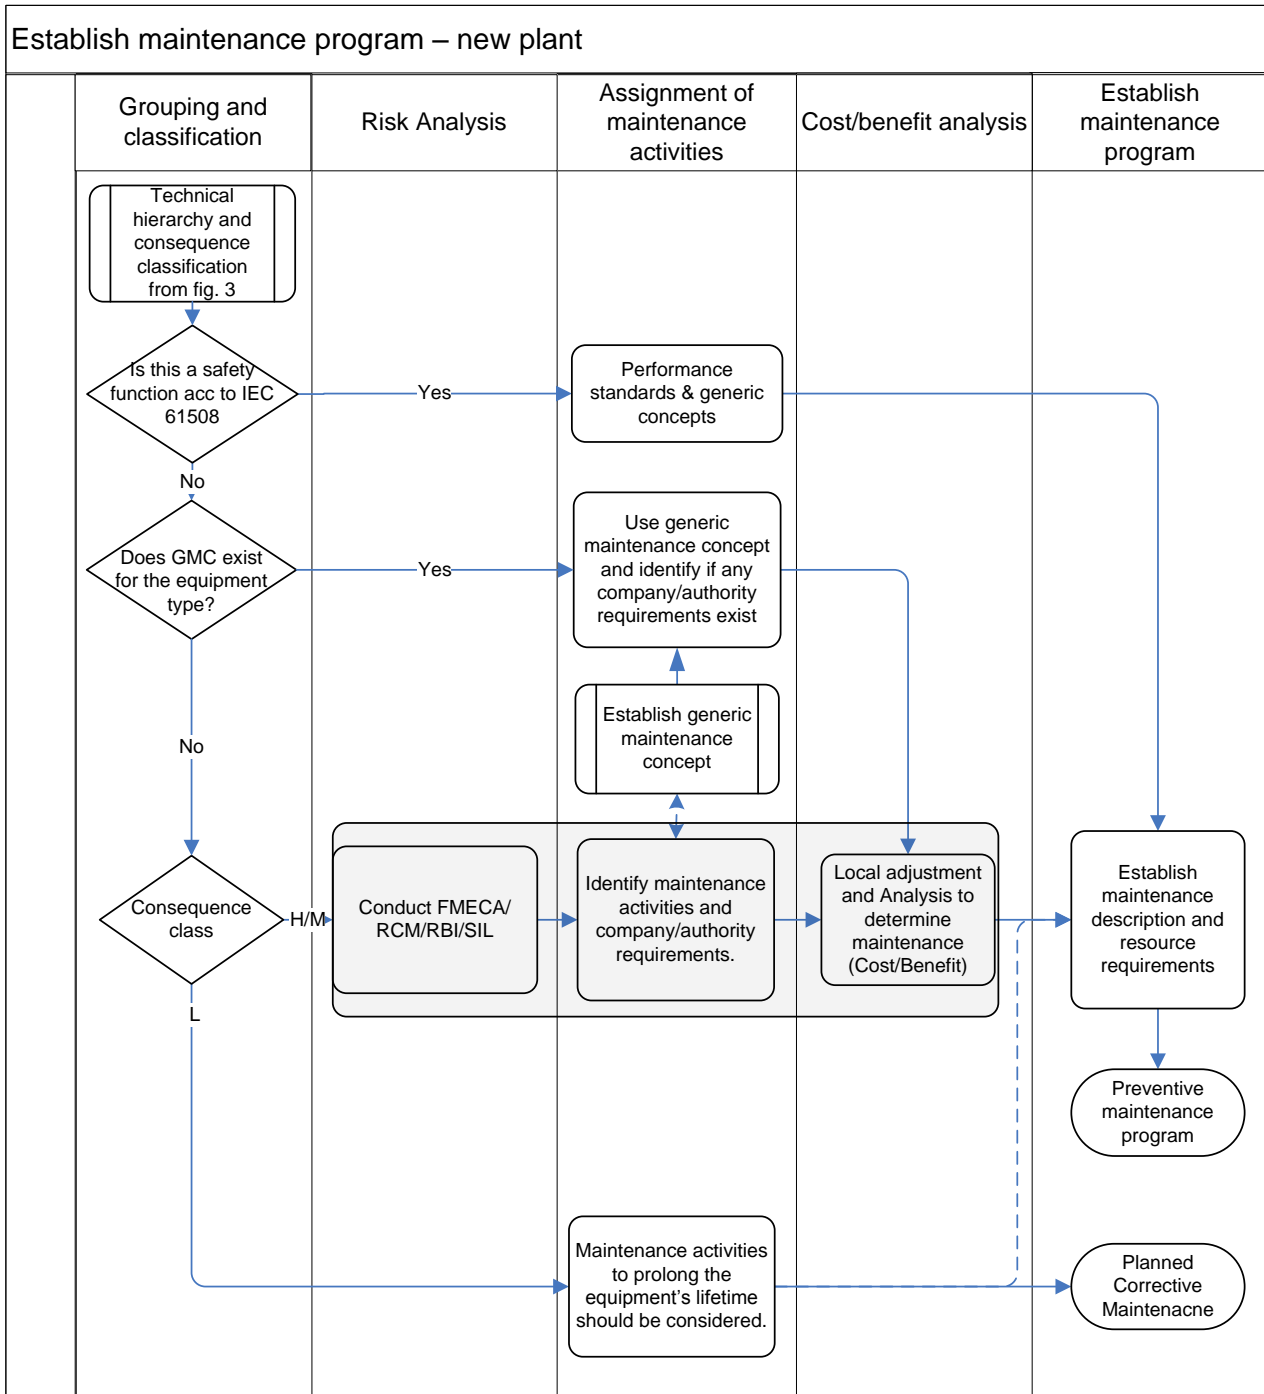 Establish maintenance program – new plant
Grouping and
classification
Risk Analysis
Assignment of
maintenance
activities
Cost/benefit analysis
Establish
maintenance
program
Technical
hierarchy and
consequence
classification
from fig. 3
Is this a safety
function acc to IEC
61508
Yes
Performance
standards & generic
concepts
No
Does GMC exist
for the equipment
type?
Yes
Use generic
maintenance concept
and identify if any
company/authority
requirements exist
Establish generic
maintenance
concept
No
Consequence
class
H/M
Conduct FMECA/
RCM/RBI/SIL
Identify maintenance
activities and
company/authority
requirements.
Local adjustment
and Analysis to
determine
maintenance
(Cost/Benefit)
Establish
maintenance
description and
resource
requirements
L
Preventive
maintenance
program
Maintenance activities
to prolong the
equipment’s lifetime
should be considered.
Planned
Corrective
Maintenacne